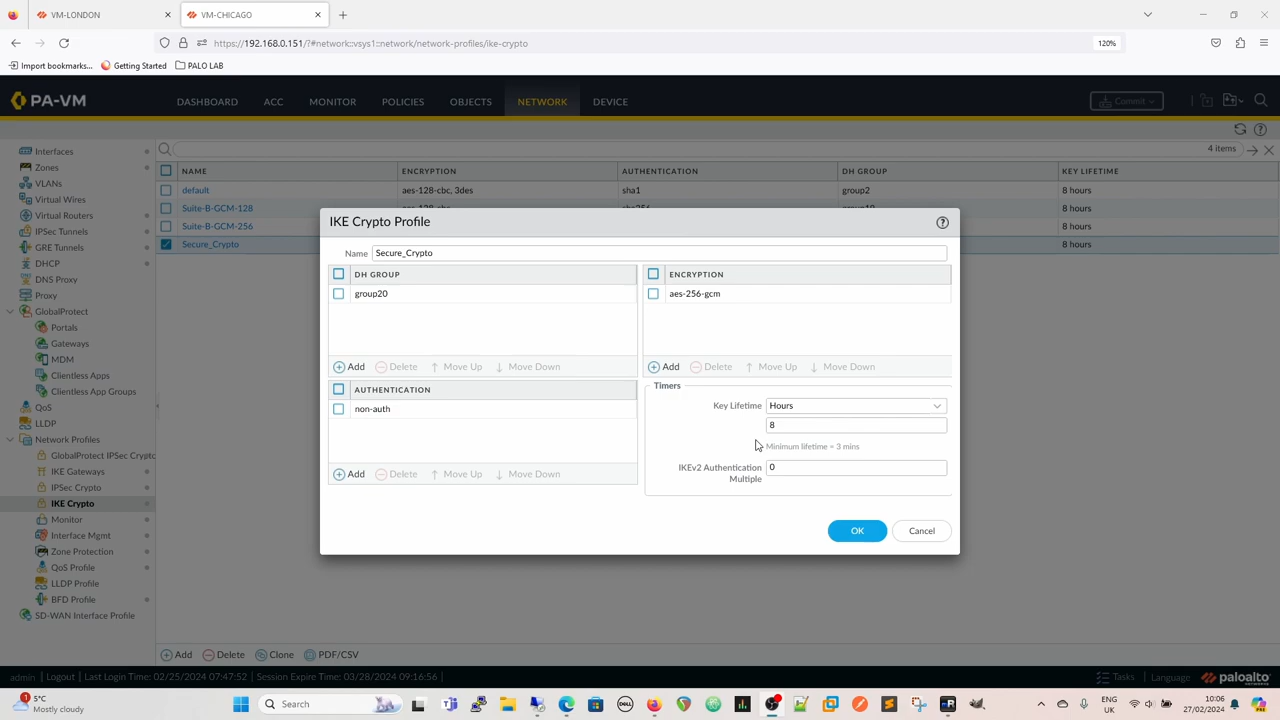 VM-LONDON
VM-CHICAGO
https://192.168.0.151/?#network::vsys1::network/network-profiles/ike-crypto
120%
Import bookmarks...
Getting Started
PALO LAB
PA-VM
DASHBOARD
ACC
MONITOR
POLICIES
OBJECTS
NETWORK
DEVICE
Commit
4 items
Interfaces
Zones
VLANs
Virtual Wires
Virtual Routers
IPSec Tunnels
GRE Tunnels
DHCP
DNS Proxy
Proxy
GlobalProtect
Portals
Gateways
MDM
Clientless Apps
Clientless App Groups
QoS
LLDP
Network Profiles
GlobalProtect IPSec Crypto
IKE Gateways
IPSec Crypto
IKE Crypto
Monitor
Interface Mgmt
Zone Protection
QoS Profile
LLDP Profile
BFD Profile
SD-WAN Interface Profile
NAME ENCRYPTION AUTHENTICATION DH GROUP KEY LIFETIME
default aes-128-cbc, 3des sha1 group2 8 hours
Suite-B-GCM-128 8 hours
Suite-B-GCM-256 8 hours
Secure_Crypto 8 hours
IKE Crypto Profile
Name Secure_Crypto
DH GROUP
group20
Add Delete Move Up Move Down
ENCRYPTION
aes-256-gcm
Add Delete Move Up Move Down
AUTHENTICATION
non-auth
Add Delete Move Up Move Down
Timers
Key Lifetime Hours
8
Minimum lifetime = 3 mins
IKEv2 Authentication 0
Multiple
OK
Cancel
Add Delete Clone PDF/CSV
admin | Logout | Last Login Time: 02/25/2024 07:47:52 | Session Expire Time: 03/28/2024 09:16:56
Tasks | Language
paloalto
NETWORKS
1
5°C
Mostly cloudy
Search
DELL
ENG
UK
10:06
27/02/2024